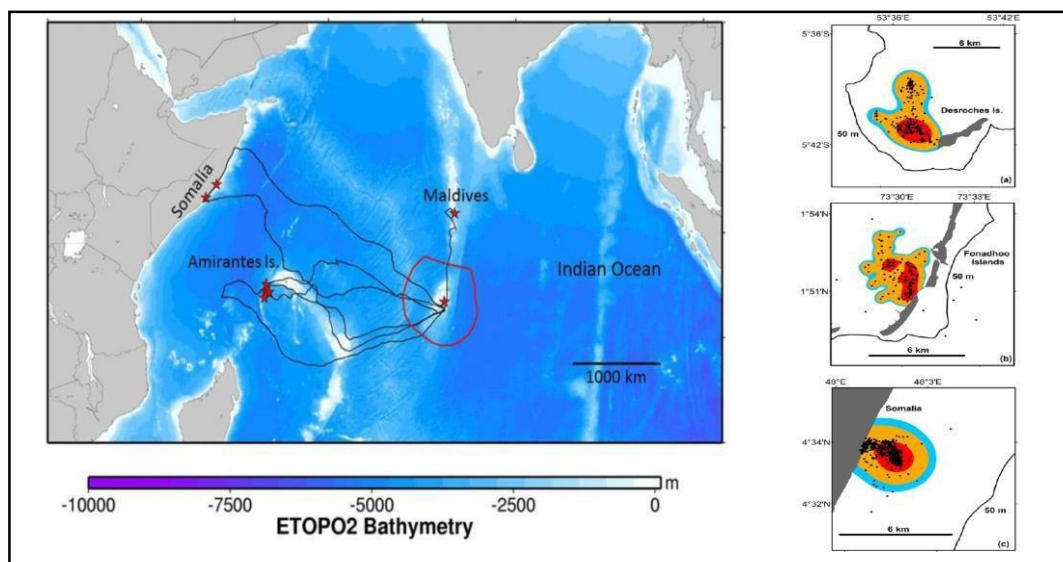 Somalia
Maldives
Amirantes Is.
Indian Ocean
1000 km
-10000 -7500 -5000 -2500 0 m
ETOPO2 Bathymetry
53°36'E 53°42'E
5°36'S
6 km
Desroches Is.
50 m
5°42'S
(a)
73°30'E 73°33'E
1°54'N
Fonadhoo
Islands
50 m
1°51'N
6 km
(b)
48°E 48°3'E
Somalia
4°34'N
4°32'N
50 m
6 km
(c)